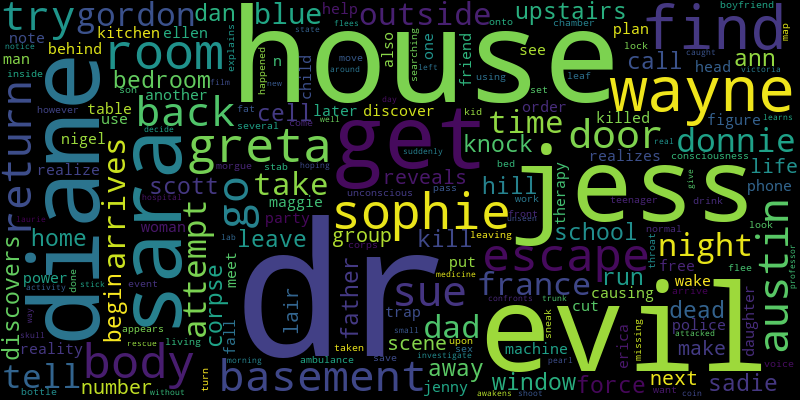 try
gordon
dan
blue
help
outside
upstairs
find
boyfriend
map
note
kitchen
ellen
behind
room
house
flees
onto
chamber
plan
lock
caught
man
inside
son
bedroom
n
happened
explains
state
also
searching
one
friend
move
around
see
call
ann
victoria
notice
day
film
using
left
leaf
set
head
learns
however
another
child
new
table
use
back
cell
later
discover
fat
kid
order
killed
figure
wayne
diane
sara
nigel
decide
several
come
well
get
time
door
donnie
return
arrives
realize
greta
morgue
stab
hoping
suddenly
knock
bed
realizes
real
consciousness
life
scott
go
take
reveals
unconscious
pass
hill
therapy
work
teenager
give
drink
phone
laurie
hospital
woman
maggie
party
sophie
jess
front
absent
school
normal
look
professor
austin
home
attempt
lab
leave
group
corps
kill
leaving
escape
throat
night
free
flee
discovers
power
done
event
begin
corpse
meet
dr
lair
father
put
medicine
france
run
wake
arrive
activity
stick
appears
sue
confronts
trunk
causing
dead
daughter
reality
way
skull
rescue
living
fall
trap
scene
machine
cut
sneak
missing
police
attacked
voice
tell
body
morning
ambulance
taken
small
dad
upon
evil
erica
make
bottle
number
without
turn
basement
save
sex
investigate
away
jenny
awakens
window
pearl
shoot
force
next
want
coin
sadie